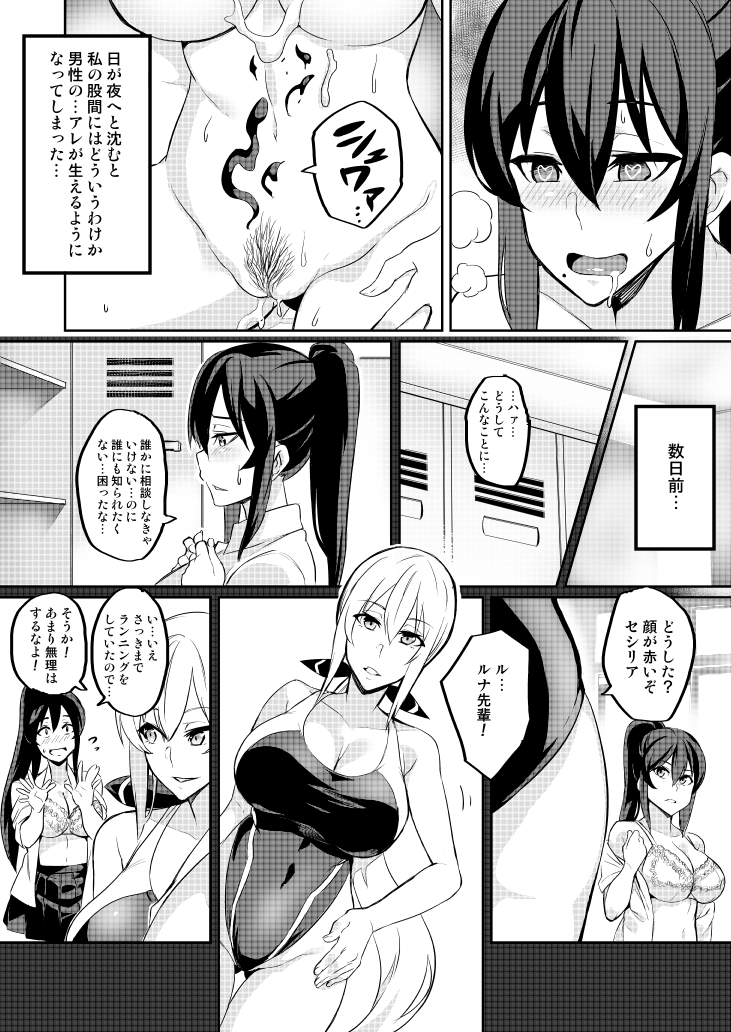 日が夜へと沈むと
私の股間にはどういうわけか
男性の…アレが生えるように
なってしまった…
ニュ
ヴァ…
数日前…
…ハァ…
どうして
こんなことに…
誰かに相談しなきゃ
いけない…のに
誰にも知られたく
ない…困ったな…
どうした？
顔が赤いぞ
セシリア
ル…
ルナ先輩！
い…いえ
さっきまで
ランニングを
していたので…
そうか！
あまり無理は
するなよ！